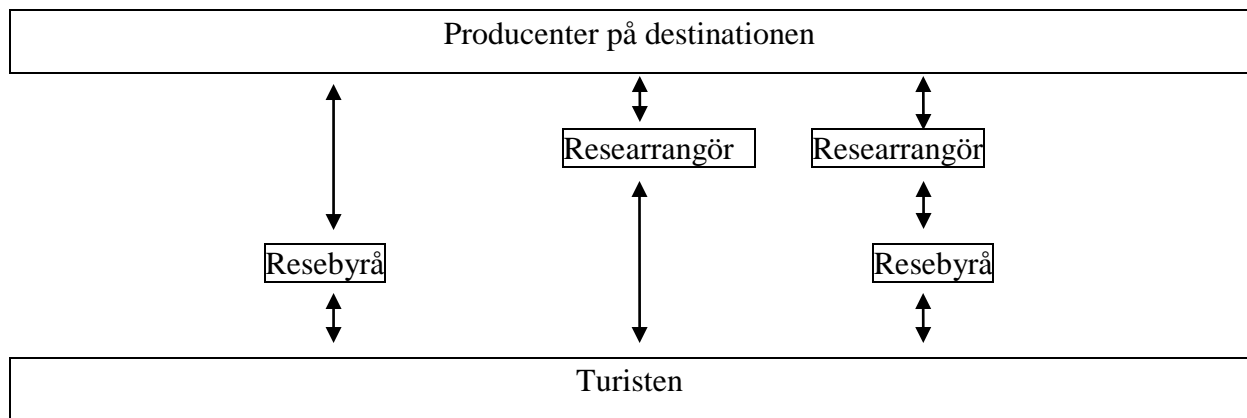 Producenter på destinationen
Researrangör
Researrangör
Resebyrå
Resebyrå
Turisten